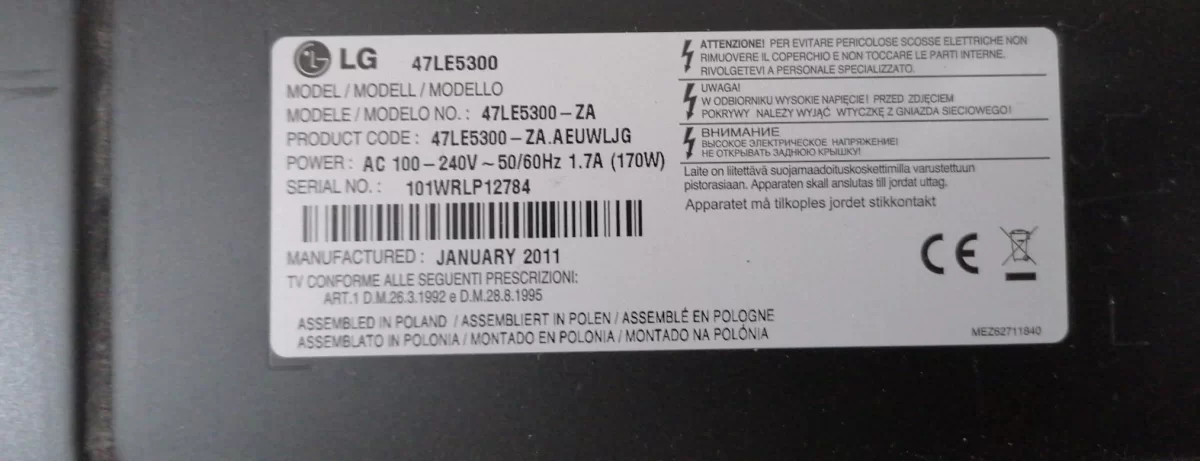 LG 47LE5300
MODEL / MODELL / MODELLO
MODELE / MODELO NO. : 47LE5300-ZA
PRODUCT CODE : 47LE5300-ZA.AEUWLJG
POWER : AC 100-240V ~ 50/60Hz 1.7A (170W)
SERIAL NO. : 101WRLP12784
MANUFACTURED : JANUARY 2011
TV CONFORME ALLE SEGUENTI PRESCRIZIONI:
ART.1 D.M.26.3.1992 e D.M.28.8.1995
ASSEMBLED IN POLAND / ASSEMBLIERT IN POLEN / ASSEMBLÉ EN POLOGNE
ASSEMBLATO IN POLONIA / MONTADO EN POLONIA / MONTADO NA POLÓNIA
ATTENZIONE! PER EVITARE PERICOLOSE SCOSSE ELETTRICHE NON
RIMUOVERE IL COPERCHIO E NON TOCCARE LE PARTI INTERNE.
RIVOLGETEVI A PERSONALE SPECIALIZZATO.
UWAGA!
W ODBIORNIKU WYSOKIE NAPIĘCIE! PRZED ZDJĘCIEM
POKRYWY NALEŻY WYJĄĆ WTYCZKĘ Z GNIAZDA SIECIOWEGO!
ВНИМАНИЕ
ВЫСОКОЕ ЭЛЕКТРИЧЕСКОЕ НАПРЯЖЕНИЕ!
НЕ ОТКРЫВАТЬ ЗАДНЮЮ КРЫШКУ!
Laite on liitettävä suojamaadoituskoskettimilla varustettuun
pistorasiaan. Apparaten skall anslutas till jordat uttag.
Apparatet må tilkoples jordet stikkontakt
CE
MEZ62711840